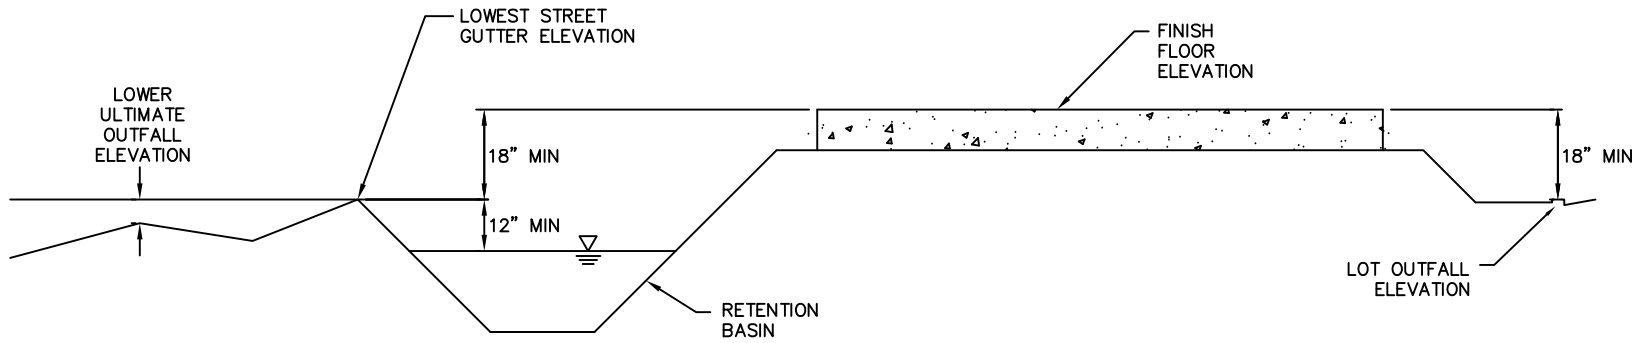 LOWEST STREET
GUTTER ELEVATION
FINISH
FLOOR
ELEVATION
LOWER
ULTIMATE
OUTFALL
ELEVATION
18" MIN
18" MIN
12" MIN
LOT OUTFALL
ELEVATION
RETENTION
BASIN